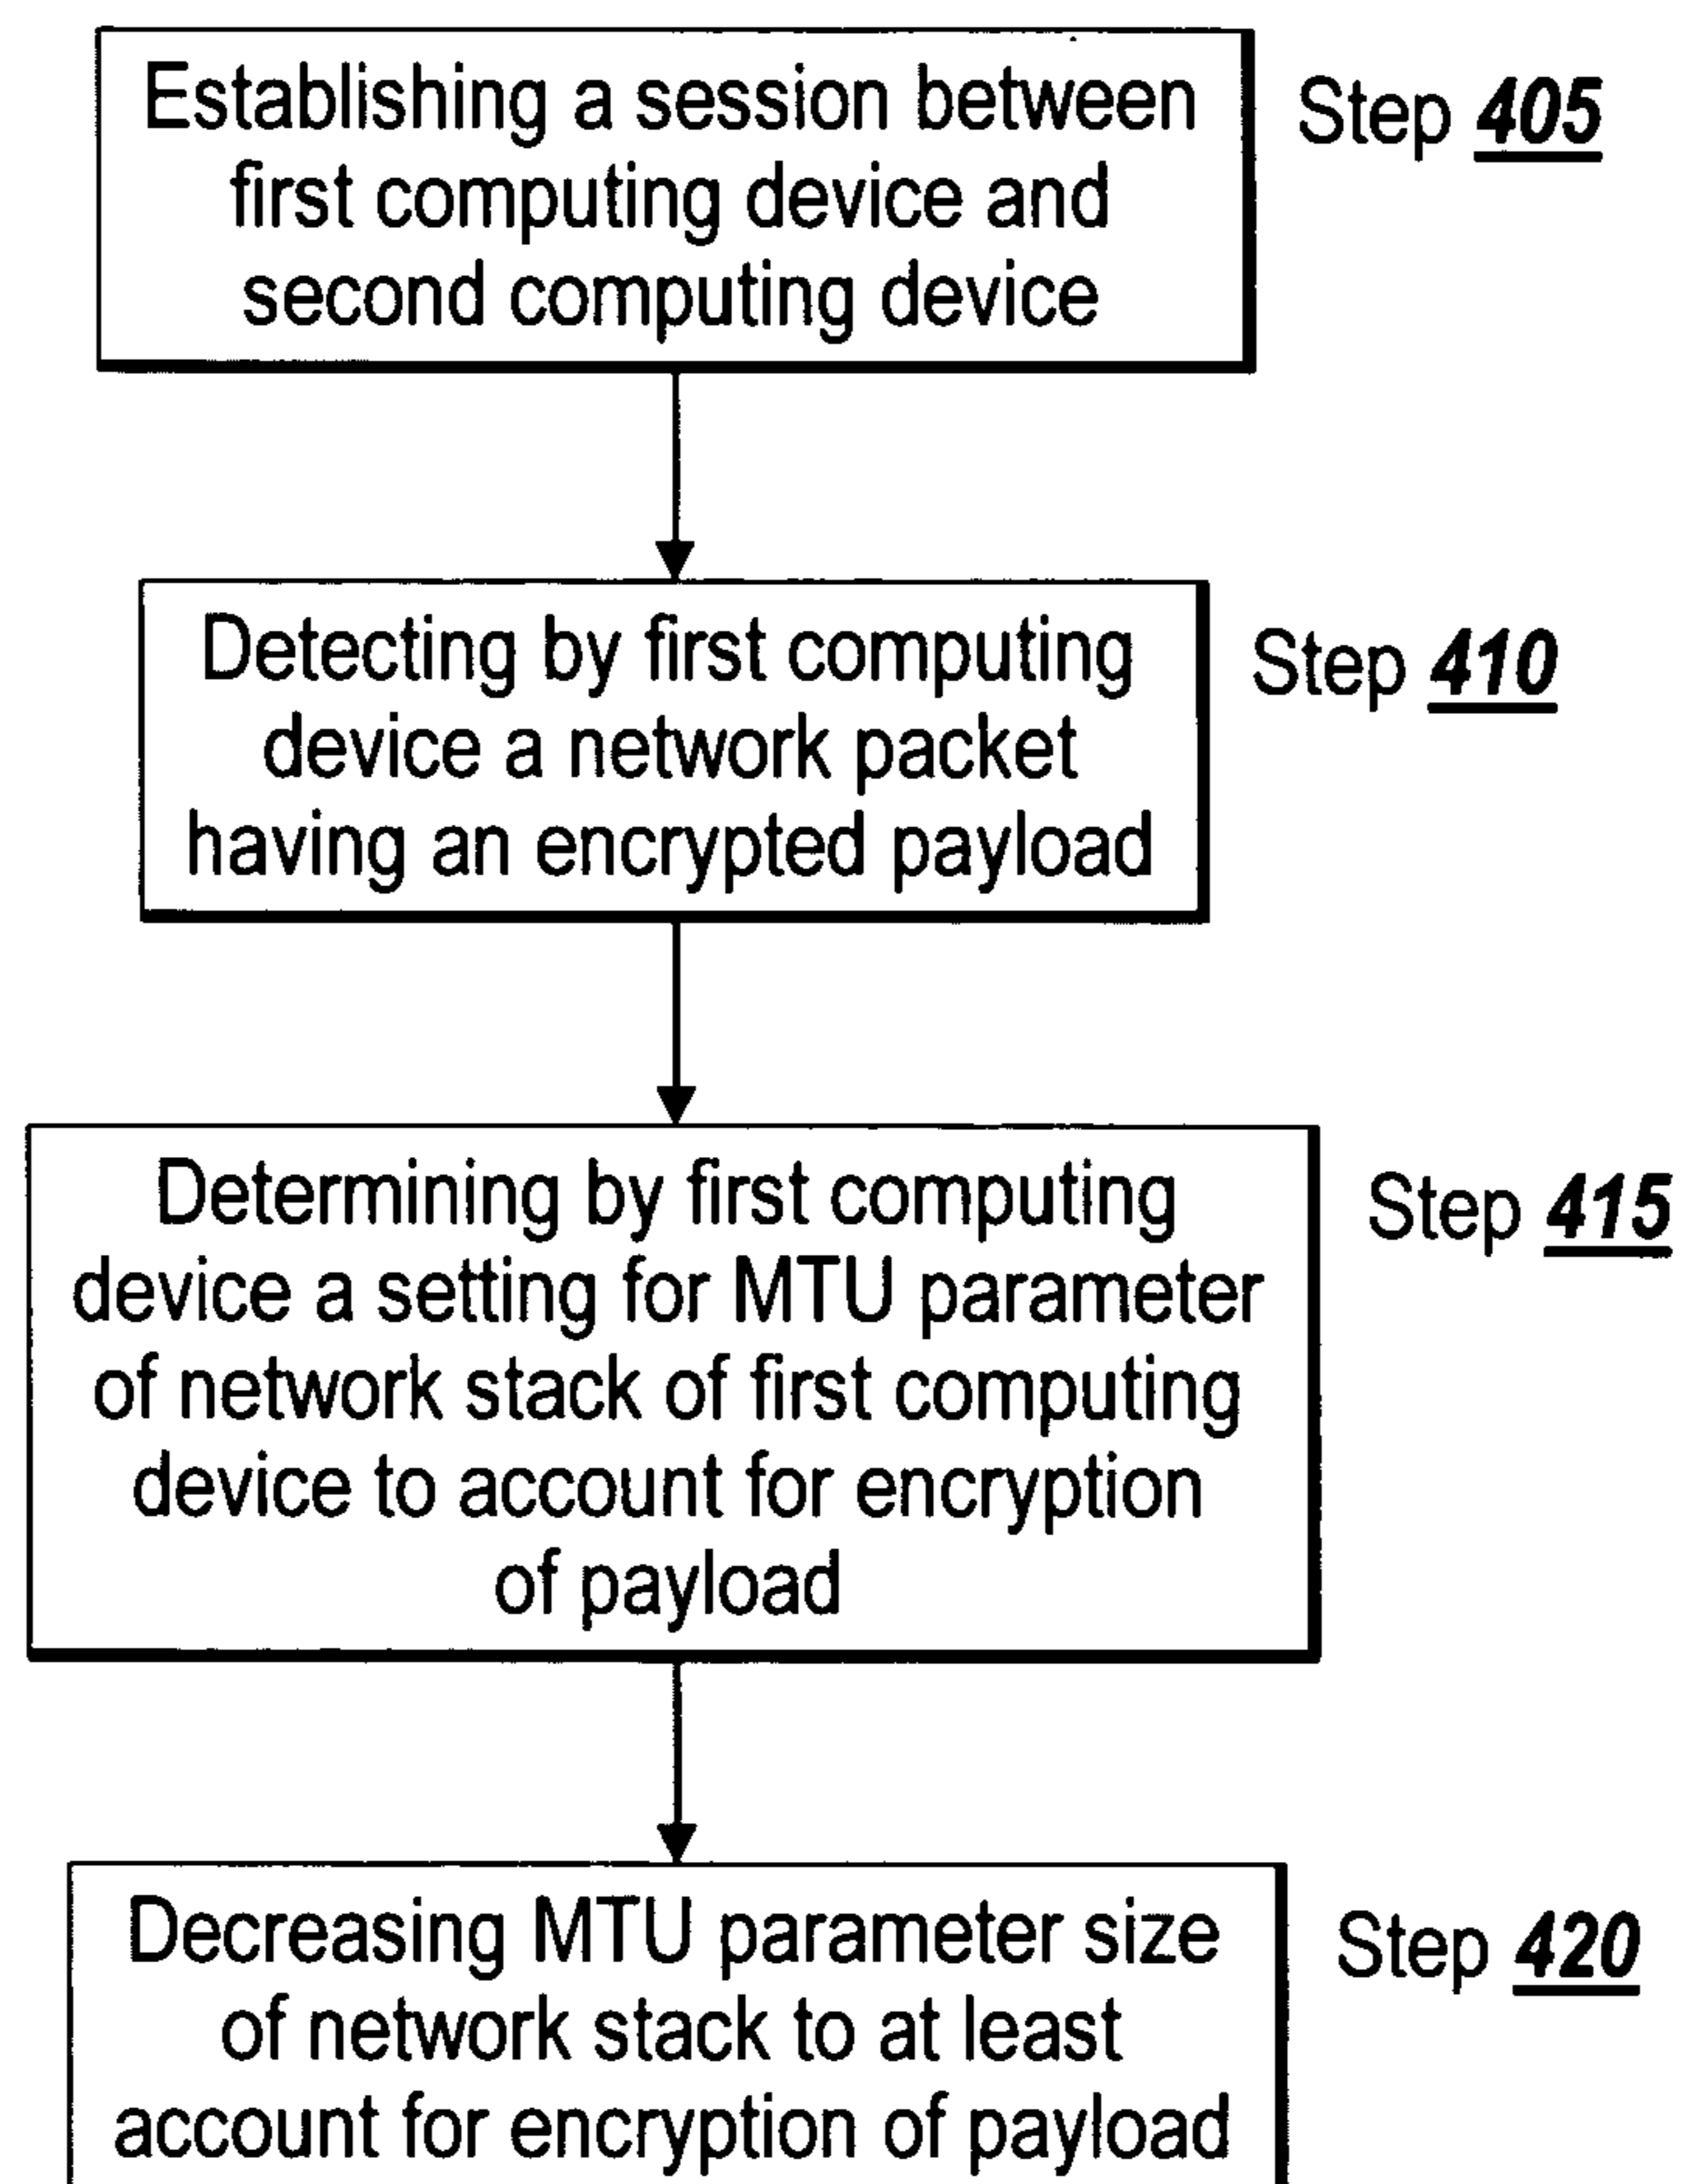 Establishing a session between
first computing device and
second computing device
Step 405
Detecting by first computing
device a network packet
having an encrypted payload
Step 410
Determining by first computing
device a setting for MTU parameter
of network stack of first computing
device to account for encryption
of payload
Step 415
Decreasing MTU parameter size
of network stack to at least
account for encryption of payload
Step 420